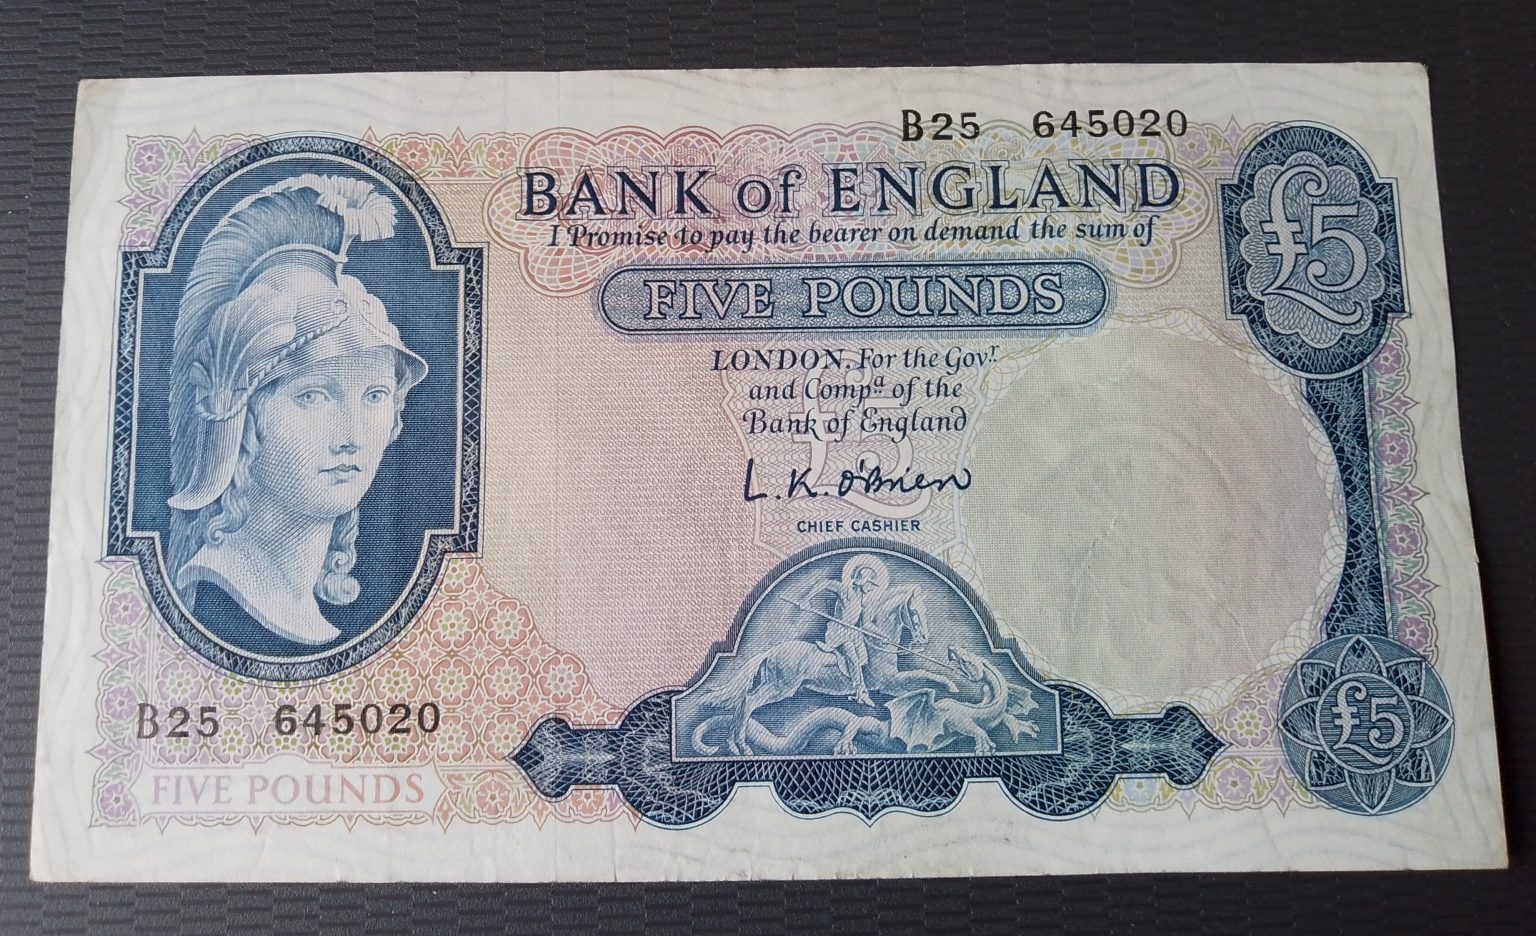 B25 645020
£5
BANK of ENGLAND
I Promise to pay the bearer on demand the sum of
FIVE POUNDS
LONDON. For the Govr.
and Compa. of the
Bank of England
£5
L. K. O'Brien
CHIEF CASHIER
B25 645020
£5
FIVE POUNDS